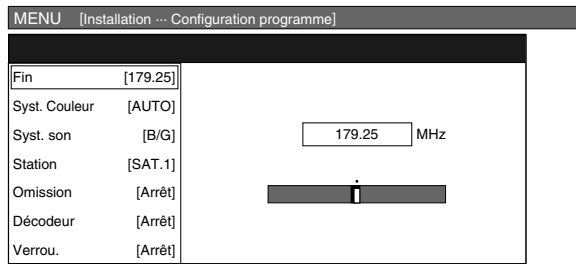 MENU [Installation ··· Configuration programme]
Fin [179.25]
Syst. Couleur [AUTO]
Syst. son [B/G]
179.25 MHz
Station [SAT.1]
Omission [Arrêt]
Décodeur [Arrêt]
Verrou. [Arrêt]